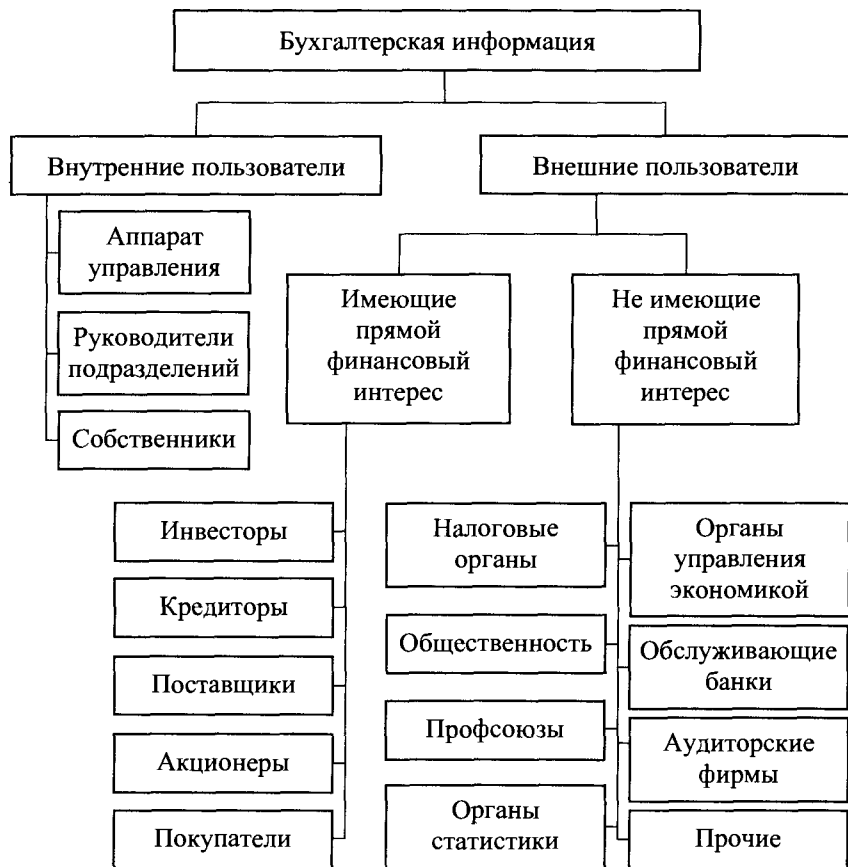 Бухгалтерская информация
Внутренние пользователи
Внешние пользователи
Аппарат
управления
Руководители
подразделений
Собственники
Имеющие
прямой
финансовый
интерес
Не имеющие
прямой
финансовый
интерес
Инвесторы
Кредиторы
Поставщики
Акционеры
Покупатели
Налоговые
органы
Общественность
Профсоюзы
Органы
статистики
Органы
управления
экономикой
Обслуживающие
банки
Аудиторские
фирмы
Прочие